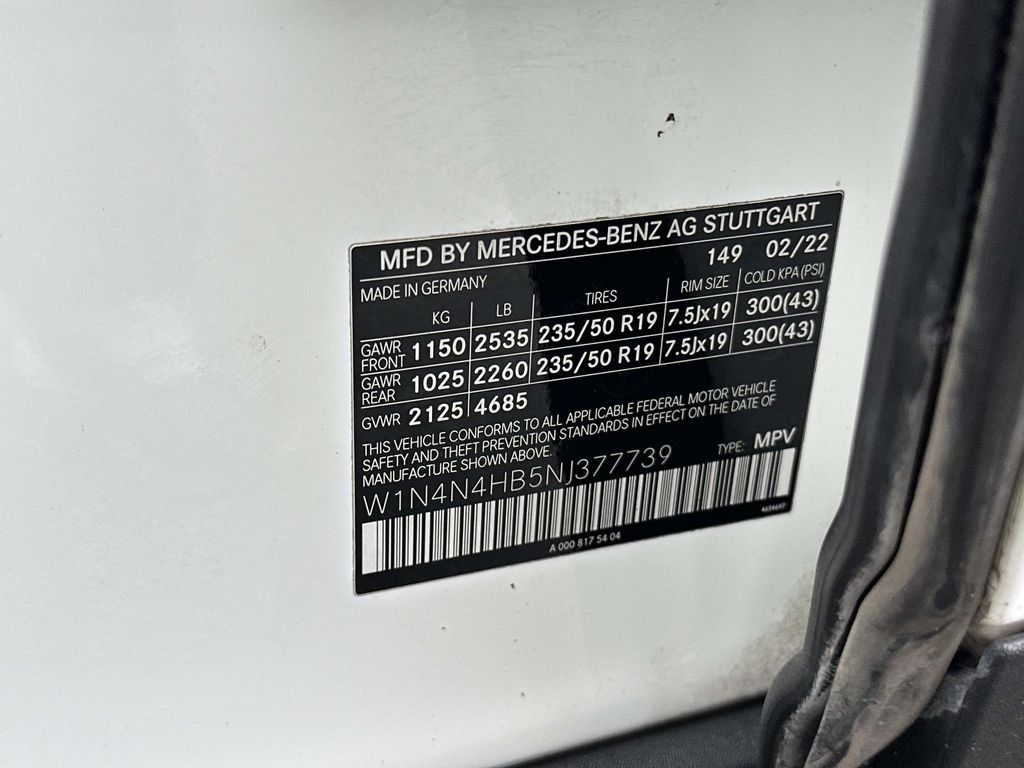 MFD BY MERCEDES-BENZ AG STUTTGART
MADE IN GERMANY 149 02/22
KG LB TIRES RIM SIZE COLD KPA (PSI)
GAWR FRONT 1150 2535 235/50 R19 7.5Jx19 300(43)
GAWR REAR 1025 2260 235/50 R19 7.5Jx19 300(43)
GVWR 2125 4685
THIS VEHICLE CONFORMS TO ALL APPLICABLE FEDERAL MOTOR VEHICLE
SAFETY AND THEFT PREVENTION STANDARDS IN EFFECT ON THE DATE OF
MANUFACTURE SHOWN ABOVE.
W1N4N4HB5NJ377739 TYPE: MPV
A 000 817 54 04